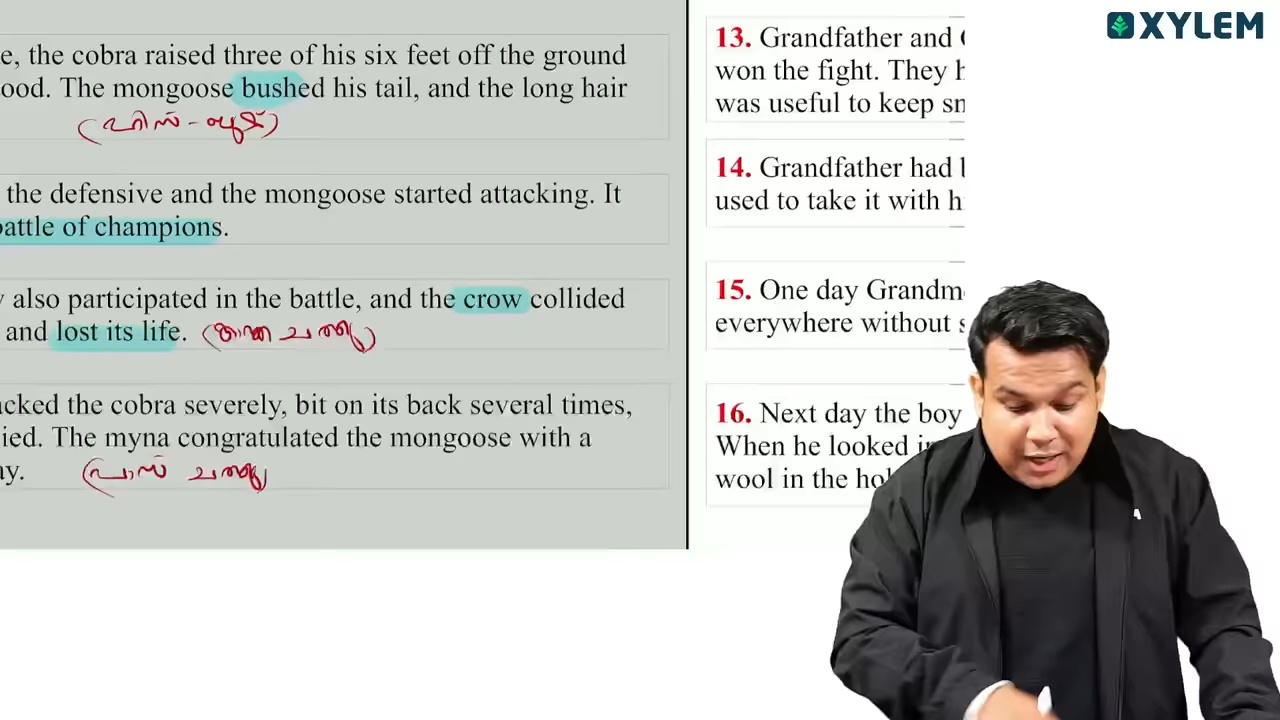 XYLEM
e, the cobra raised three of his six feet off the ground
ood. The mongoose bushed his tail, and the long hair
the defensive and the mongoose started attacking. It
battle of champions.
also participated in the battle, and the crow collided
and lost its life. (കാക്ക ചത്തു)
acked the cobra severely, bit on its back several times,
ied. The myna congratulated the mongoose with a
ay.
13. Grandfather and
won the fight. They h
was useful to keep sn
14. Grandfather had b
used to take it with h
15. One day Grandm
everywhere without s
16. Next day the boy
When he looked in
wool in the hol